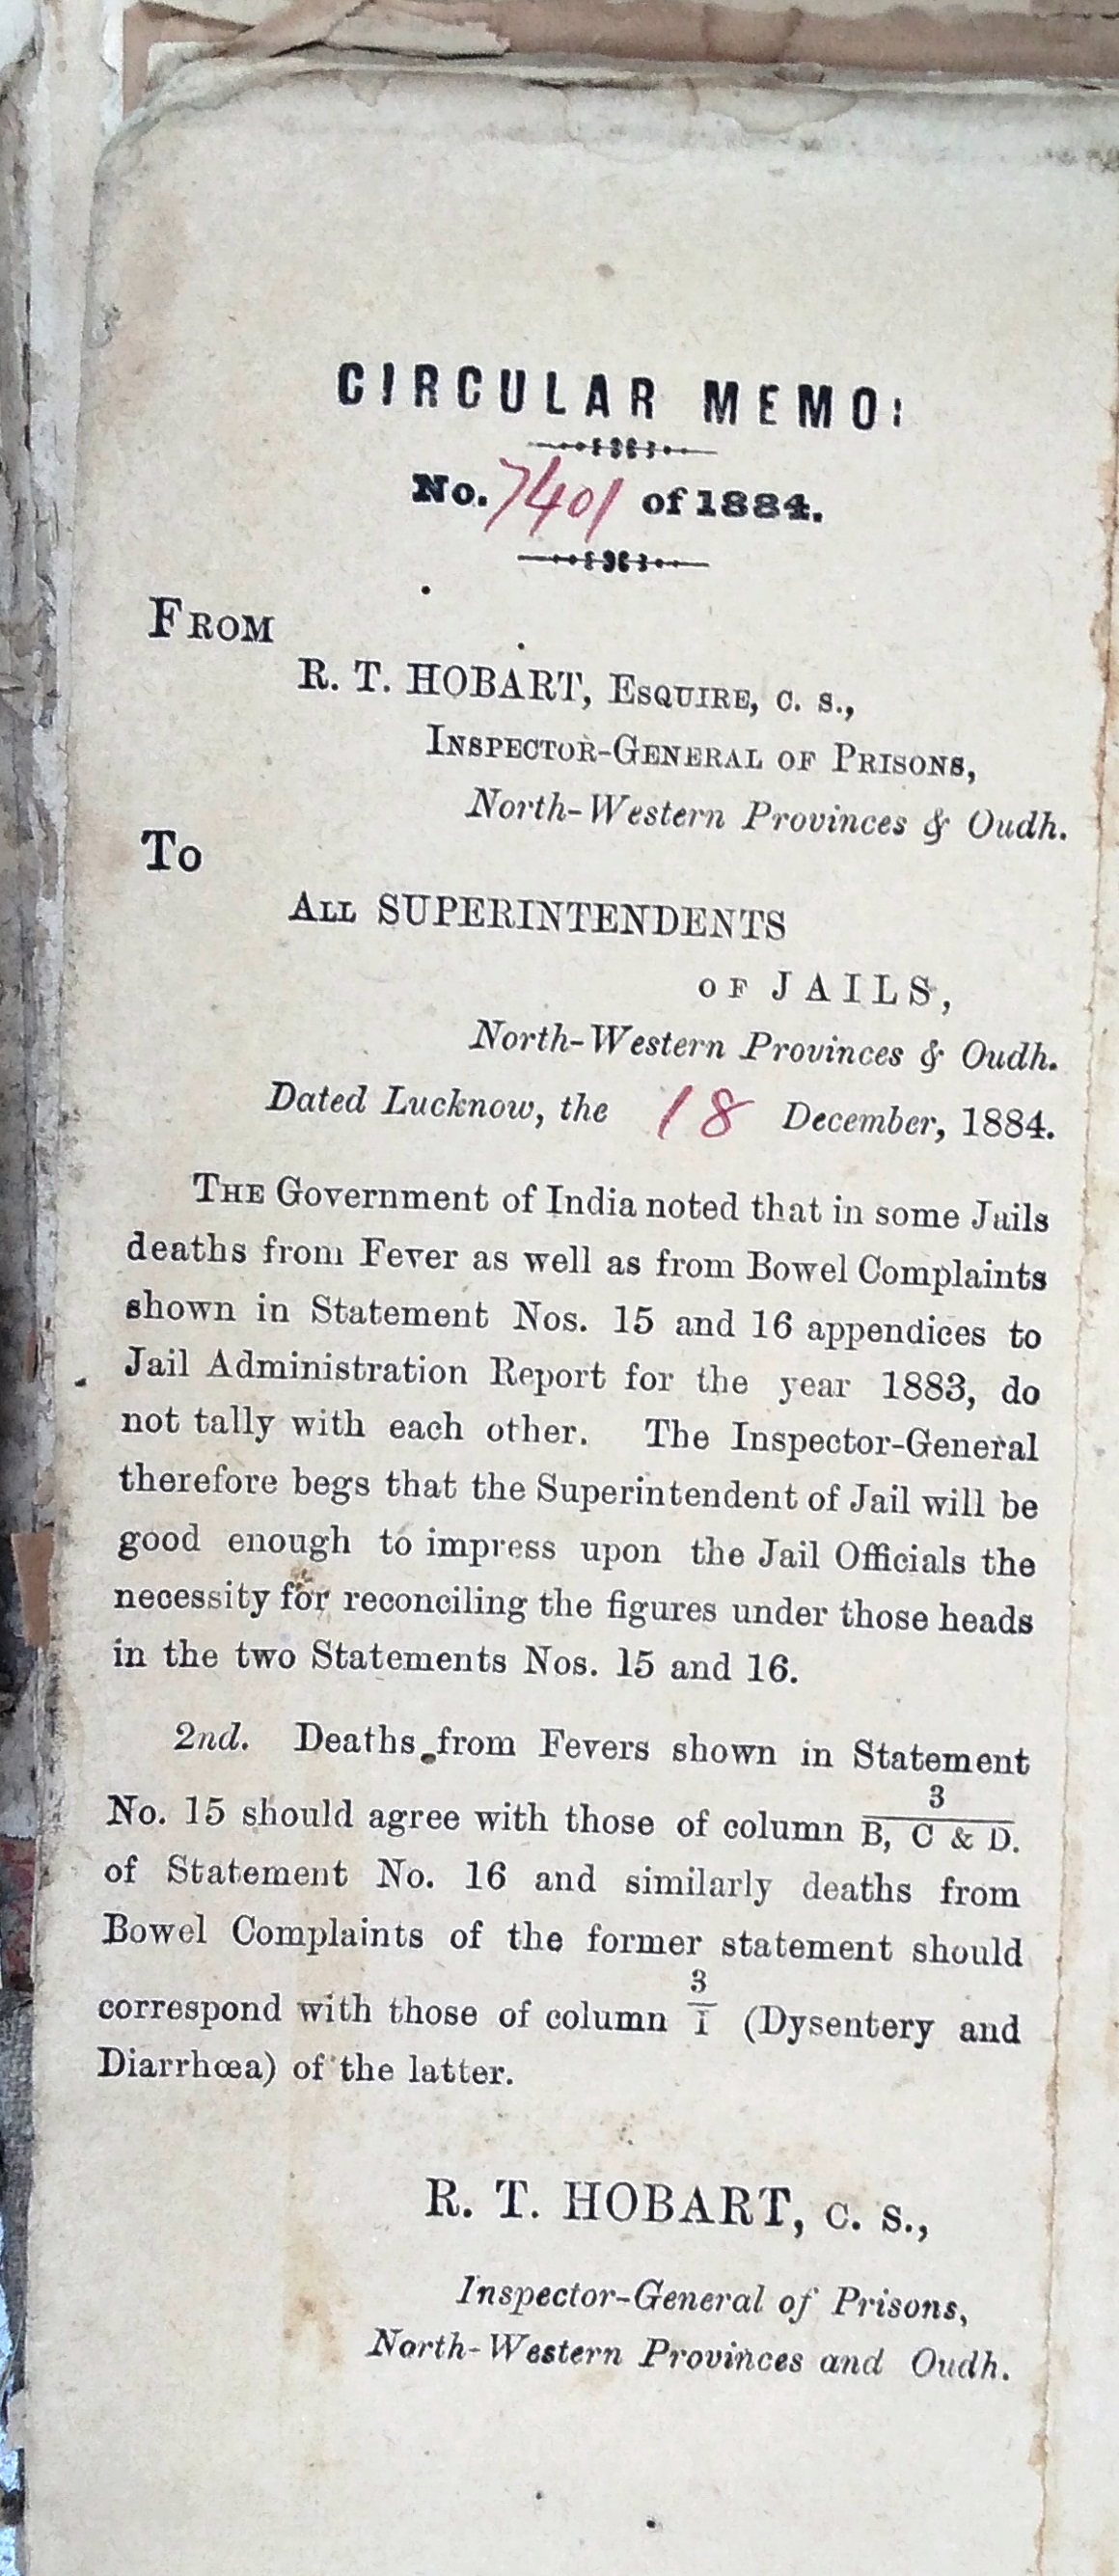 CIRCULAR MEMO:
No. 7401 of 1884.
FROM
R. T. HOBART, ESQUIRE, C. S.,
INSPECTOR-GENERAL OF PRISONS,
North-Western Provinces & Oudh.
To
ALL SUPERINTENDENTS
OF JAILS,
North-Western Provinces & Oudh.
Dated Lucknow, the 18 December, 1884.
THE Government of India noted that in some Jails
deaths from Fever as well as from Bowel Complaints
shown in Statement Nos. 15 and 16 appendices to
Jail Administration Report for the year 1883, do
not tally with each other. The Inspector-General
therefore begs that the Superintendent of Jail will be
good enough to impress upon the Jail Officials the
necessity for reconciling the figures under those heads
in the two Statements Nos. 15 and 16.
2nd. Deaths from Fevers shown in Statement
No. 15 should agree with those of column 3/B, C & D.
of Statement No. 16 and similarly deaths from
Bowel Complaints of the former statement should
correspond with those of column 3/I (Dysentery and
Diarrhœa) of the latter.
R. T. HOBART, C. S.,
Inspector-General of Prisons,
North-Western Provinces and Oudh.